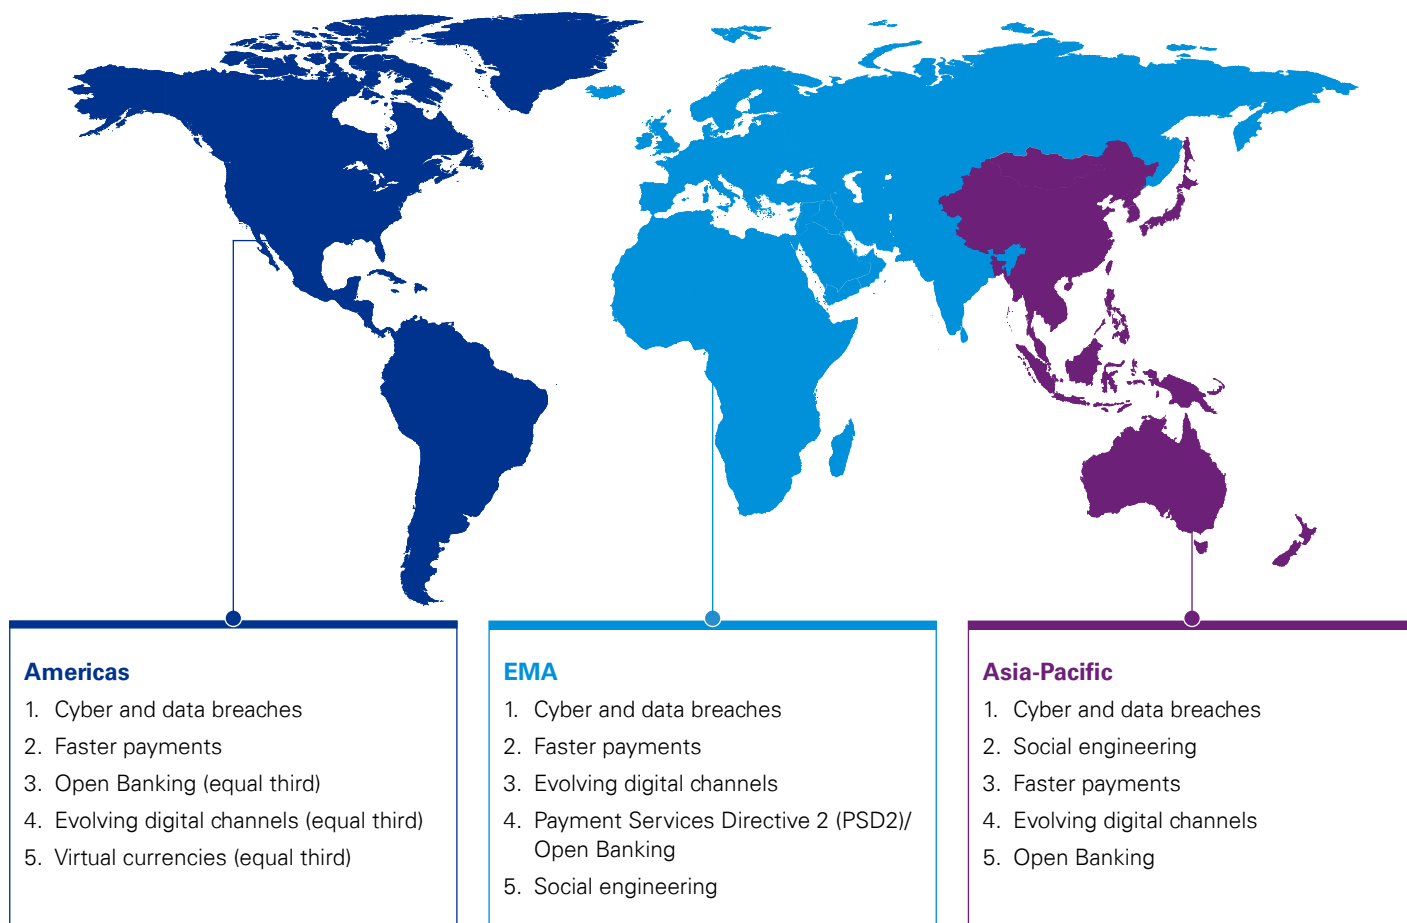 Americas
1. Cyber and data breaches
2. Faster payments
3. Open Banking (equal third)
4. Evolving digital channels (equal third)
5. Virtual currencies (equal third)
EMA
1. Cyber and data breaches
2. Faster payments
3. Evolving digital channels
4. Payment Services Directive 2 (PSD2)/
Open Banking
5. Social engineering
Asia-Pacific
1. Cyber and data breaches
2. Social engineering
3. Faster payments
4. Evolving digital channels
5. Open Banking